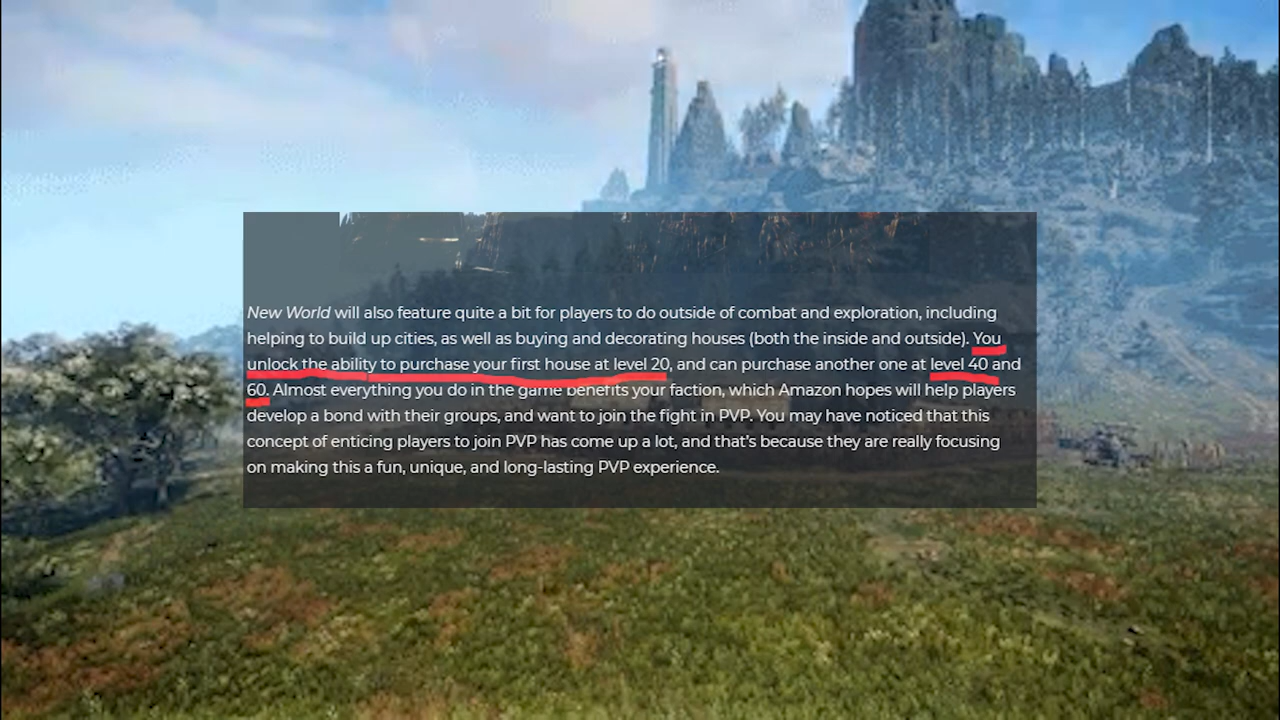 New World will also feature quite a bit for players to do outside of combat and exploration, including
helping to build up cities, as well as buying and decorating houses (both the inside and outside). You
unlock the ability to purchase your first house at level 20, and can purchase another one at level 40 and
60. Almost everything you do in the game benefits your faction, which Amazon hopes will help players
develop a bond with their groups, and want to join the fight in PVP. You may have noticed that this
concept of enticing players to join PVP has come up a lot, and that's because they are really focusing
on making this a fun, unique, and long-lasting PVP experience.